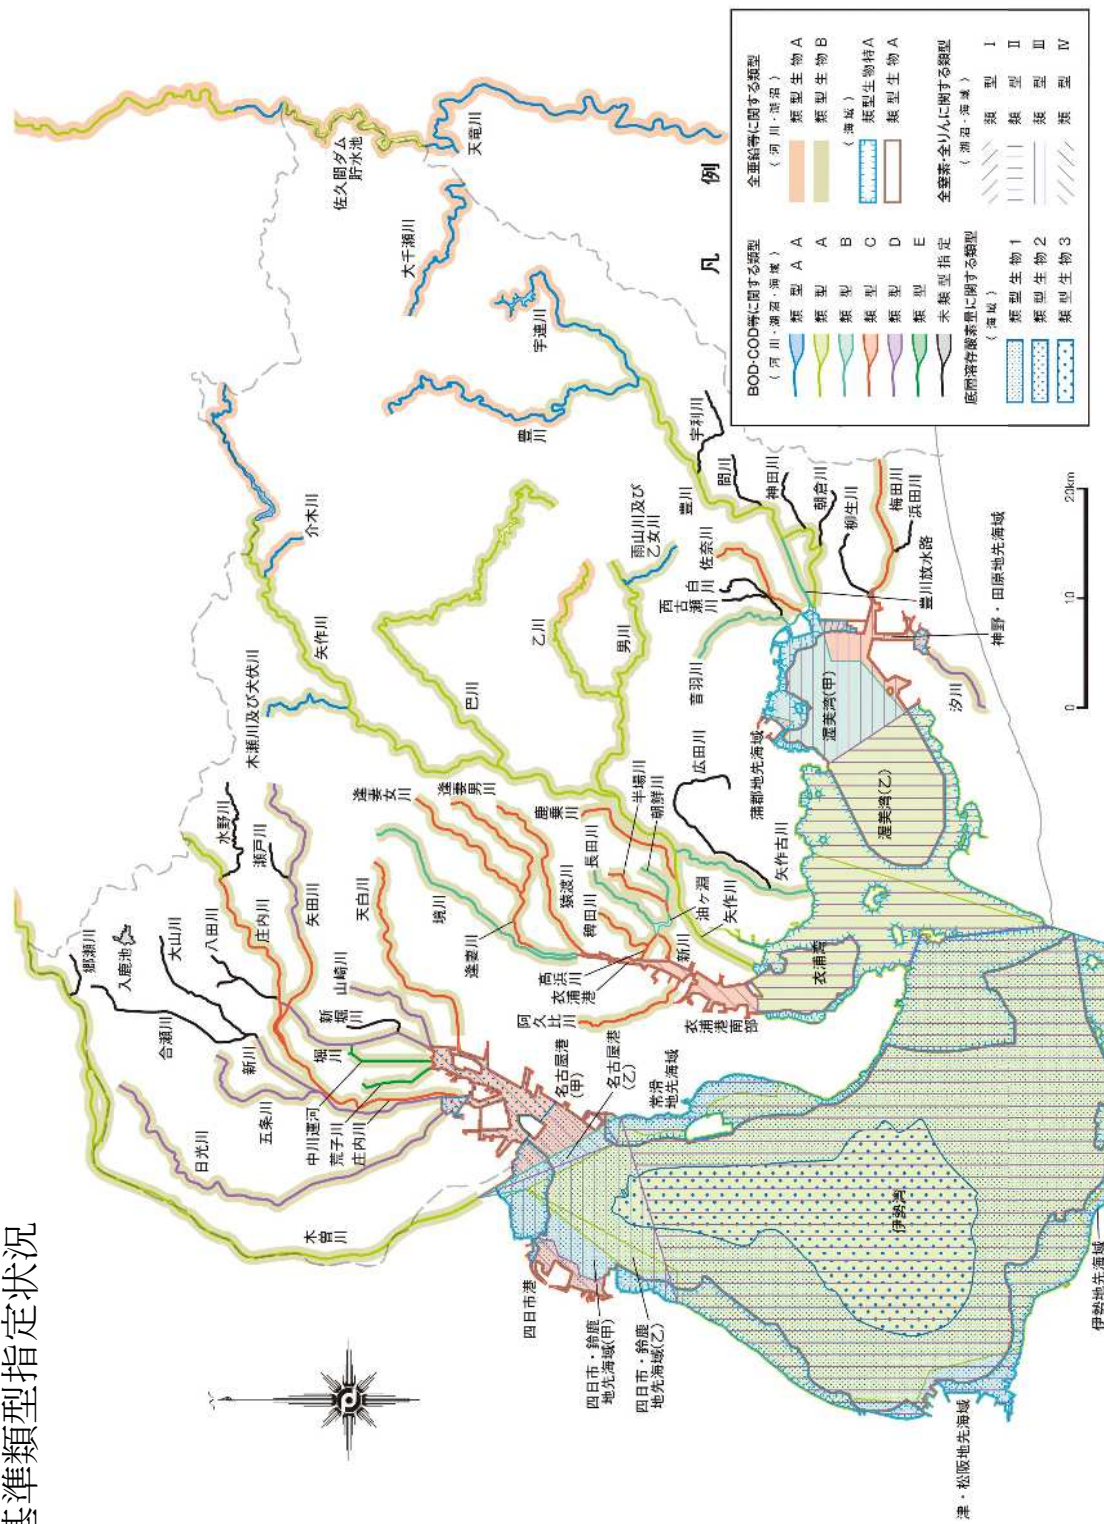 基準類型指定状況
凡例
BOD・COD等に関する類型
（河川・湖沼・海域）
類型AA
類型A
類型B
類型C
類型D
類型E
未類型指定
底層溶存酸素量に関する類型
（海域）
類型生物1
類型生物2
類型生物3
全亜鉛等に関する類型
（河川・湖沼）
類型生物A
類型生物B
（海域）
類型生物特A
類型生物A
全窒素・全りんに関する類型
（湖沼・海域）
類型Ⅰ
類型Ⅱ
類型Ⅲ
類型Ⅳ
佐久間ダム
貯水池
天竜川
大千瀬川
宇連川
豊川
介木川
矢作川
木瀬川及び犬伏川
巴川
乙川
男川
雨山川及び
乙女川
豊川
宇利川
間川
神田川
朝倉川
柳生川
梅田川
浜田川
佐奈川
白川
西古瀬川
音羽川
豊川放水路
神野・田原地先海域
汐川
渥美湾(甲)
渥美湾(乙)
蒲郡地先海域
広田川
矢作古川
水野川
瀬戸川
矢田川
庄内川
八田川
大山川
入鹿池
郷瀬川
合瀬川
新川
五条川
日光川
木曽川
山崎川
新堀川
堀川
中川運河
荒子川
庄内川
天白川
逢妻女川
逢妻男川
境川
逢妻川
猿渡川
鹿乗川
稗田川
長田川
半場川
朝鮮川
油ヶ淵
矢作川
新川
高浜川
衣浦港
阿久比川
衣浦港南部
衣浦湾
名古屋港
(甲)
名古屋港
(乙)
常滑
地先海域
伊勢湾
四日市港
四日市・鈴鹿
地先海域(甲)
四日市・鈴鹿
地先海域(乙)
津・松阪地先海域
伊勢地先海域
0
10
20km